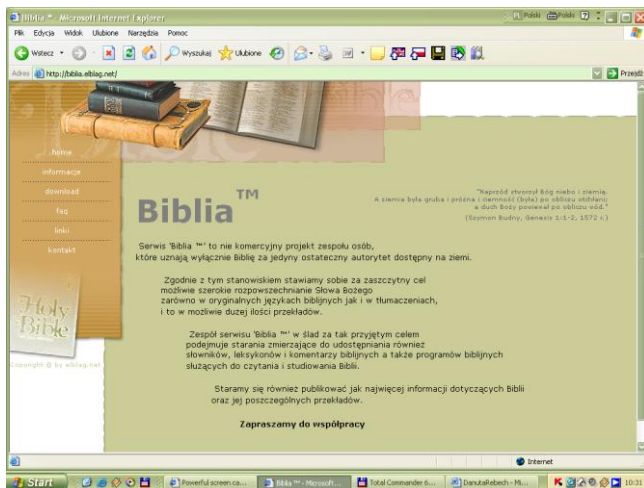 Biblia ™ - Microsoft Internet Explorer
Polski Polski
Plik Edycja Widok Ulubione Narzędzia Pomoc
Wstecz Wyszukaj Ulubione
Adres http://biblia.elblag.net/ Przejdź
home
informacje
download
faq
linki
kontakt
Holy Bible
Copyright @ by elblag.net
Biblia™
"Naprzód stworzył Bóg niebo i ziemię.
A ziemia była gruba i próżna i ciemność (była) po obliczu otchłani;
a duch Boży powiewał po obliczu wód."
(Szymon Budny, Genesis 1:1-2, 1572 r.)
Serwis 'Biblia ™' to nie komercyjny projekt zespołu osób,
które uznają wyłącznie Biblię za jedyny ostateczny autorytet dostępny na ziemi.
Zgodnie z tym stanowiskiem stawiamy sobie za zaszczytny cel
możliwie szerokie rozpowszechnianie Słowa Bożego
zarówno w oryginalnych językach biblijnych jak i w tłumaczeniach,
i to w możliwie dużej ilości przekładów.
Zespół serwisu 'Biblia ™' w ślad za tak przyjętym celem
podejmuje starania zmierzające do udostępniania również
słowników, leksykonów i komentarzy biblijnych a także programów biblijnych
służących do czytania i studiowania Biblii.
Staramy się również publikować jak najwięcej informacji dotyczących Biblii
oraz jej poszczególnych przekładów.
Zapraszamy do współpracy
Internet
Start Powerful screen ca... Biblia ™ - Microsoft... Total Commander 6... DanutaRebech - Mi... 10:31